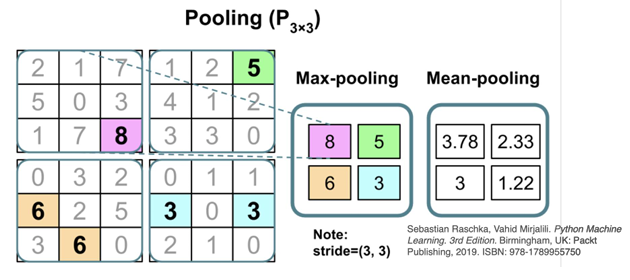 Pooling (P3×3)
2 1 7 1 2 5
5 0 3 4 1 2
1 7 8 3 3 0
0 3 2 0 1 1
6 2 5 3 0 3
3 6 0 2 1 0
Max-pooling
8 5
6 3
Mean-pooling
3.78 2.33
3 1.22
Note:
stride=(3, 3)
Sebastian Raschka, Vahid Mirjalili. Python Machine
Learning. 3rd Edition. Birmingham, UK: Packt
Publishing, 2019. ISBN: 978-1789955750